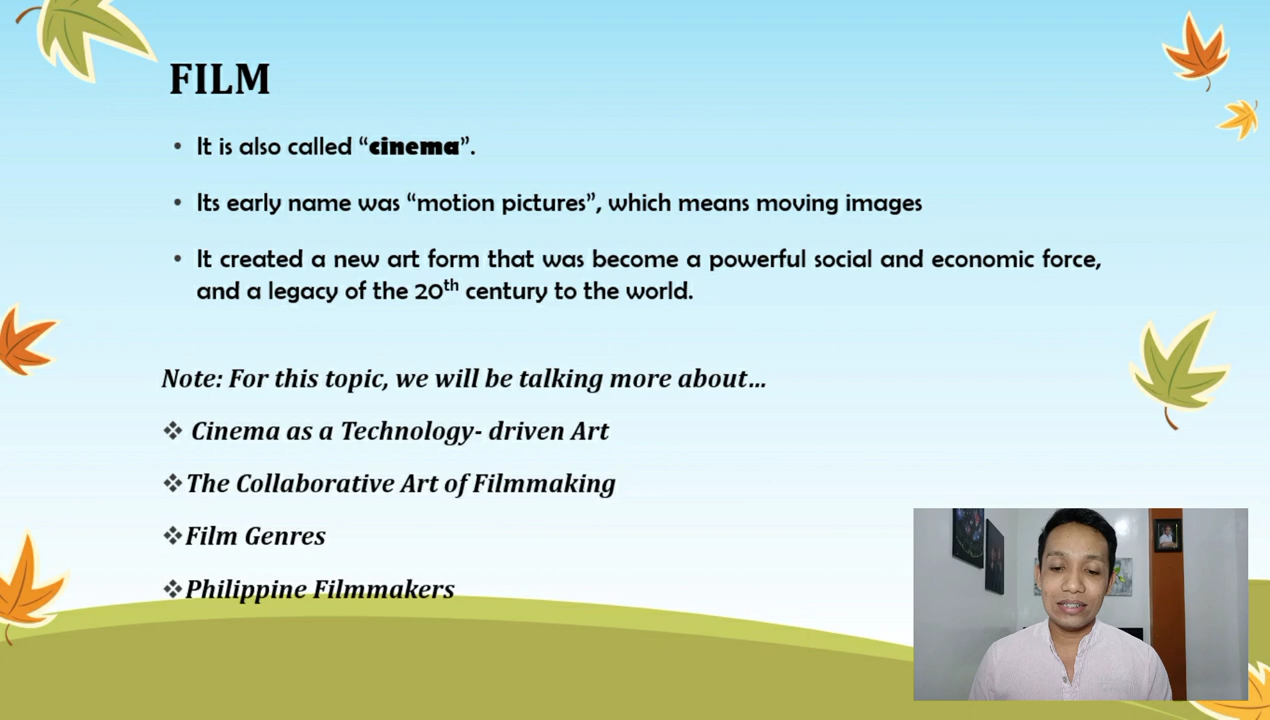 FILM
• It is also called “cinema”.
• Its early name was “motion pictures”, which means moving images
• It created a new art form that was become a powerful social and economic force,
and a legacy of the 20th century to the world.
Note: For this topic, we will be talking more about...
❖ Cinema as a Technology- driven Art
❖The Collaborative Art of Filmmaking
❖Film Genres
❖Philippine Filmmakers